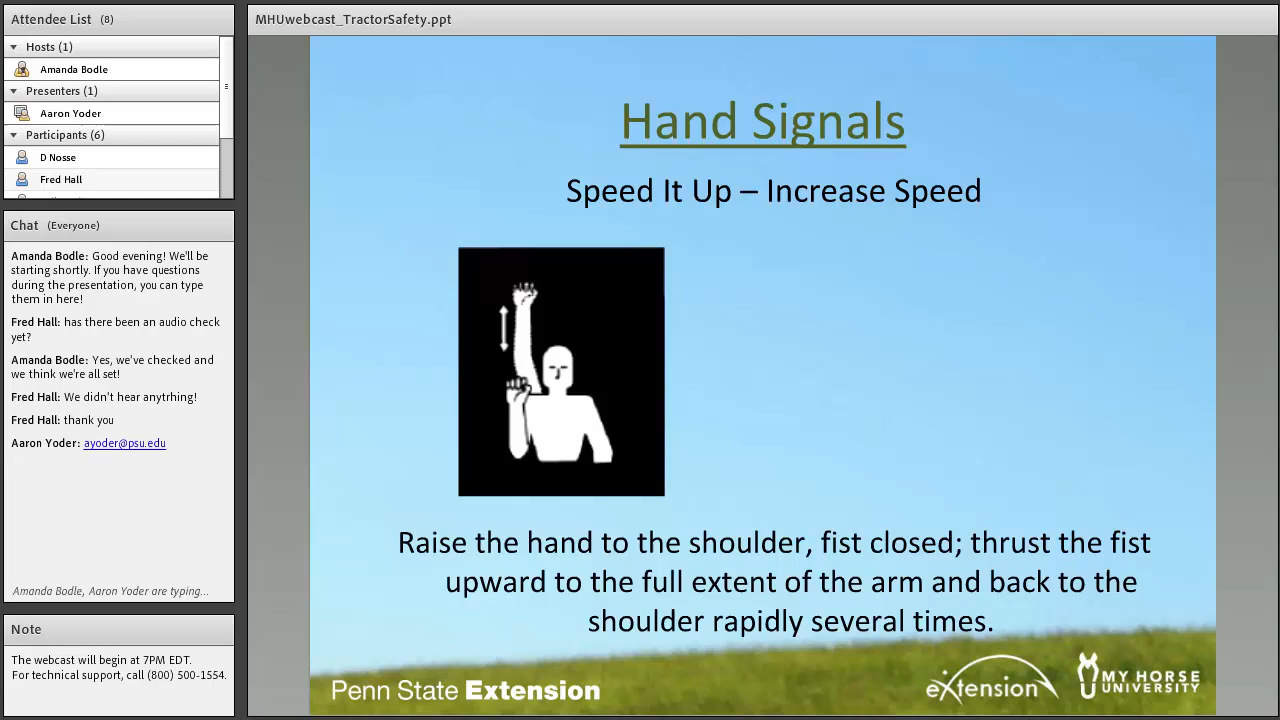 Attendee List (8)
Hosts (1)
Amanda Bodle
Presenters (1)
Aaron Yoder
Participants (6)
D Nosse
Fred Hall
Chat (Everyone)
Amanda Bodle: Good evening! We'll be
starting shortly. If you have questions
during the presentation, you can type
them in here!
Fred Hall: has there been an audio check
yet?
Amanda Bodle: Yes, we've checked and
we think we're all set!
Fred Hall: We didn't hear anytrhing!
Fred Hall: thank you
Aaron Yoder: ayoder@psu.edu
Amanda Bodle, Aaron Yoder are typing...
Note
The webcast will begin at 7PM EDT.
For technical support, call (800) 500-1554.
MHUwebcast_TractorSafety.ppt
Hand Signals
Speed It Up – Increase Speed
Raise the hand to the shoulder, fist closed; thrust the fist
upward to the full extent of the arm and back to the
shoulder rapidly several times.
Penn State Extension
eXtension
MY HORSE
UNIVERSITY